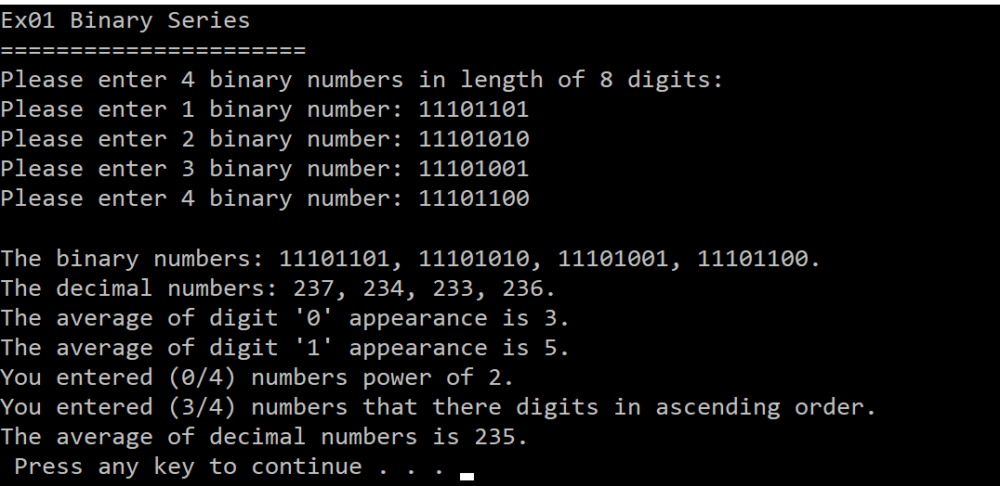 Ex01 Binary Series
======================
Please enter 4 binary numbers in length of 8 digits:
Please enter 1 binary number: 11101101
Please enter 2 binary number: 11101010
Please enter 3 binary number: 11101001
Please enter 4 binary number: 11101100
The binary numbers: 11101101, 11101010, 11101001, 11101100.
The decimal numbers: 237, 234, 233, 236.
The average of digit '0' appearance is 3.
The average of digit '1' appearance is 5.
You entered (0/4) numbers power of 2.
You entered (3/4) numbers that there digits in ascending order.
The average of decimal numbers is 235.
Press any key to continue . . .